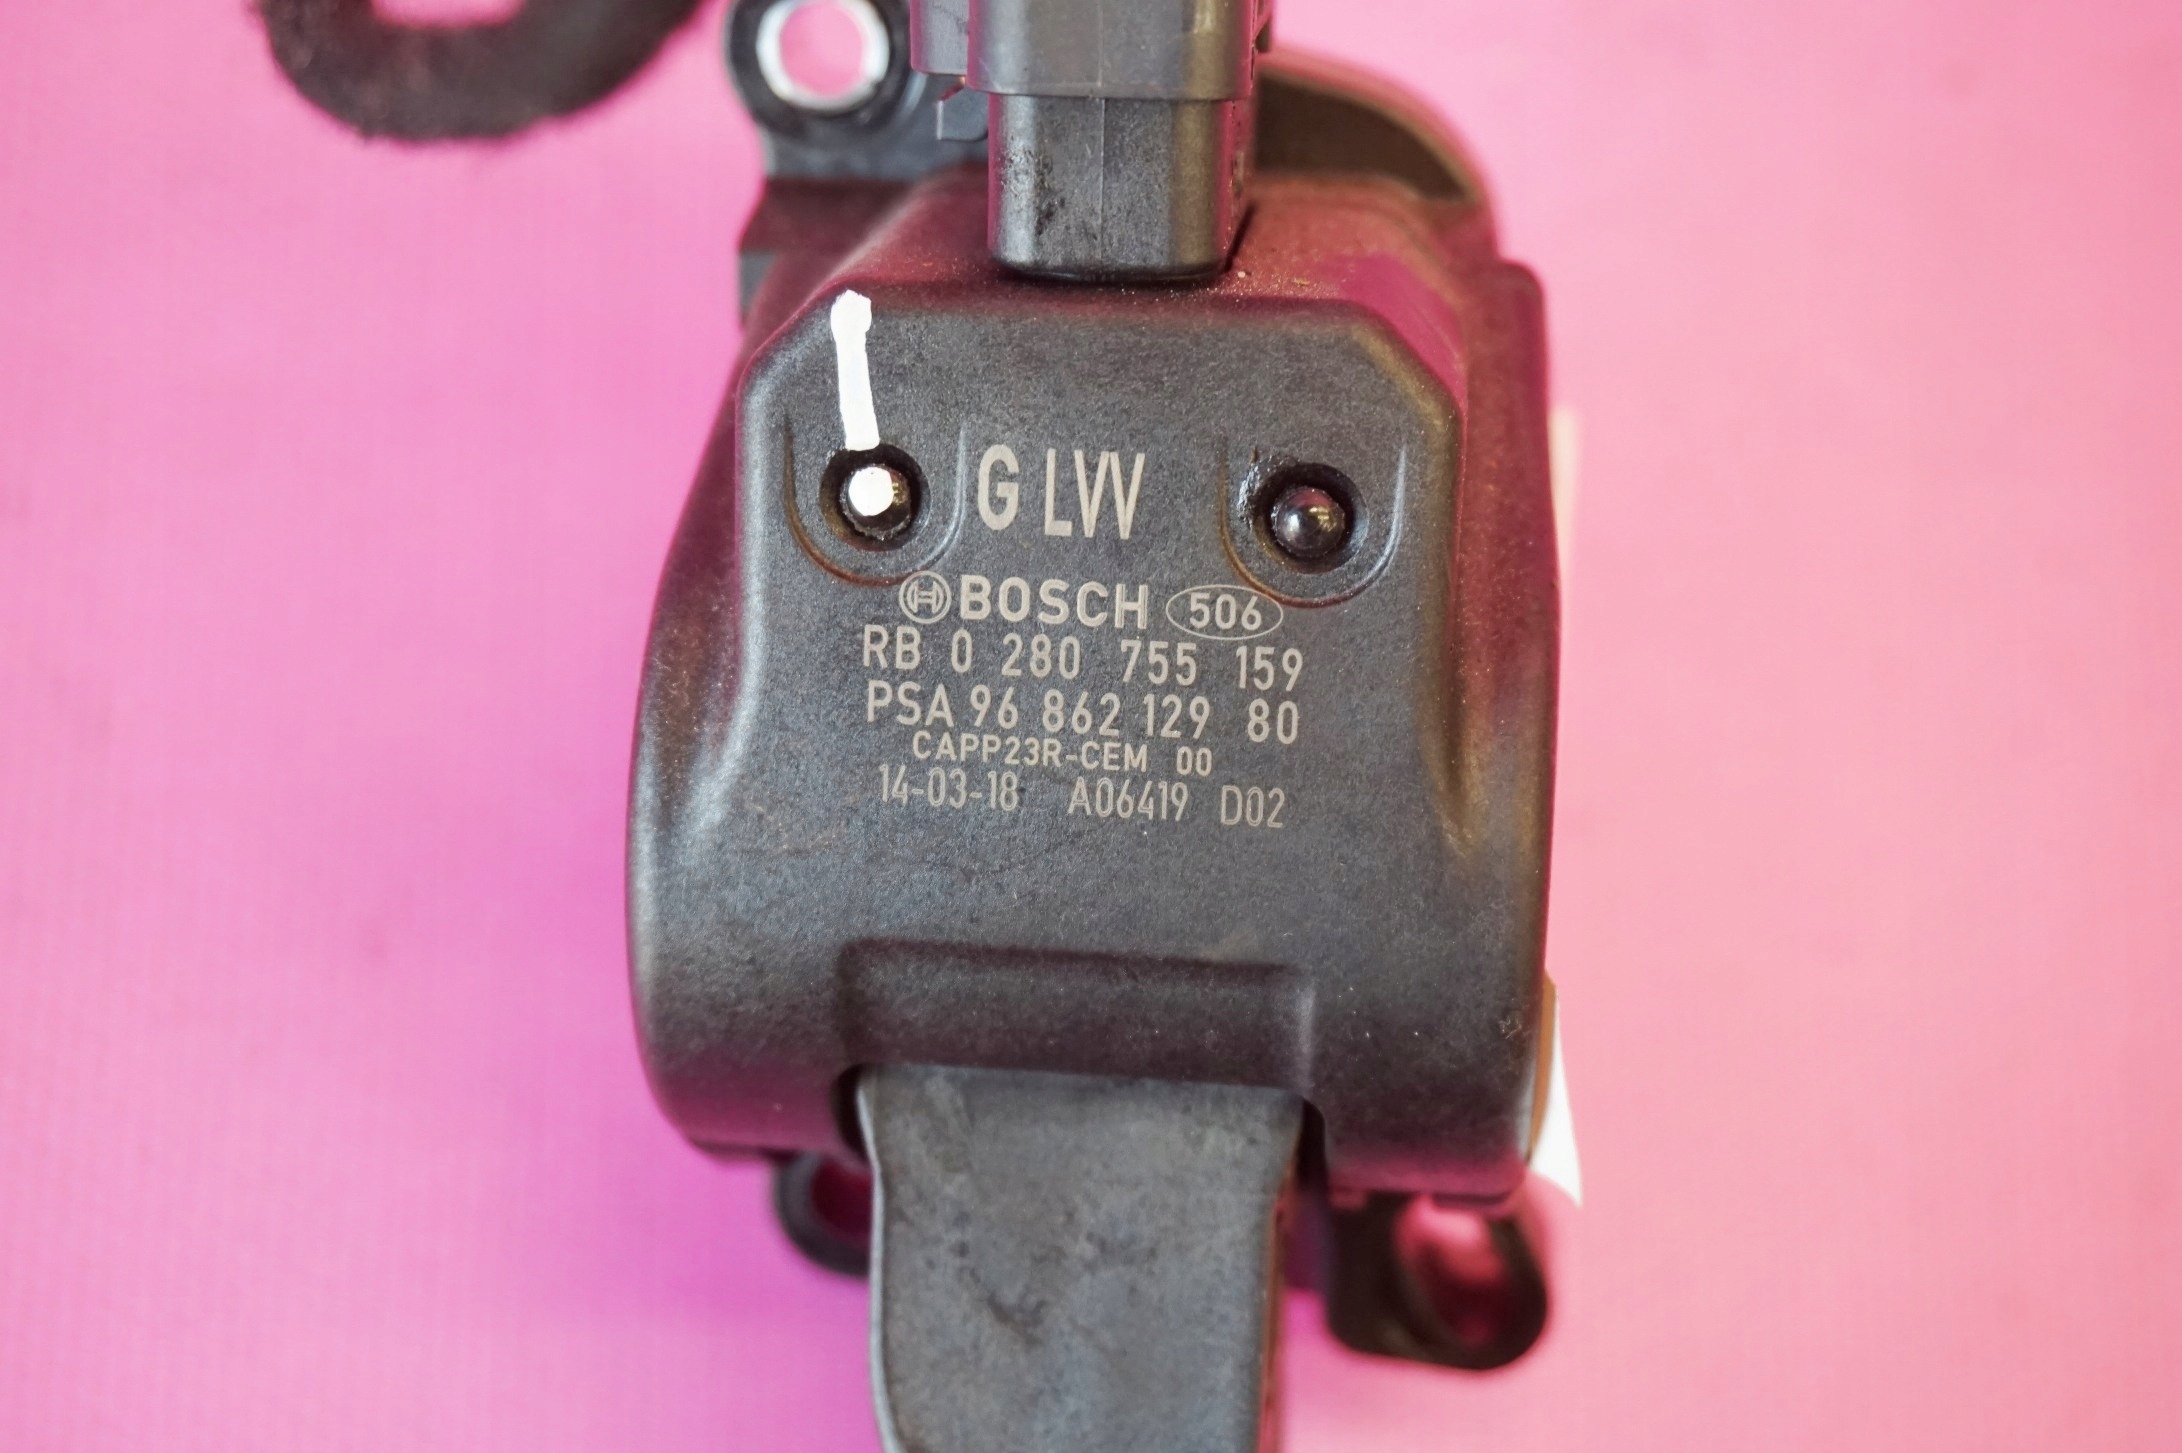 G LVV
BOSCH 506
RB 0 280 755 159
PSA 96 862 129 80
CAPP23R-CEM 00
14-03-18 A06419 D02